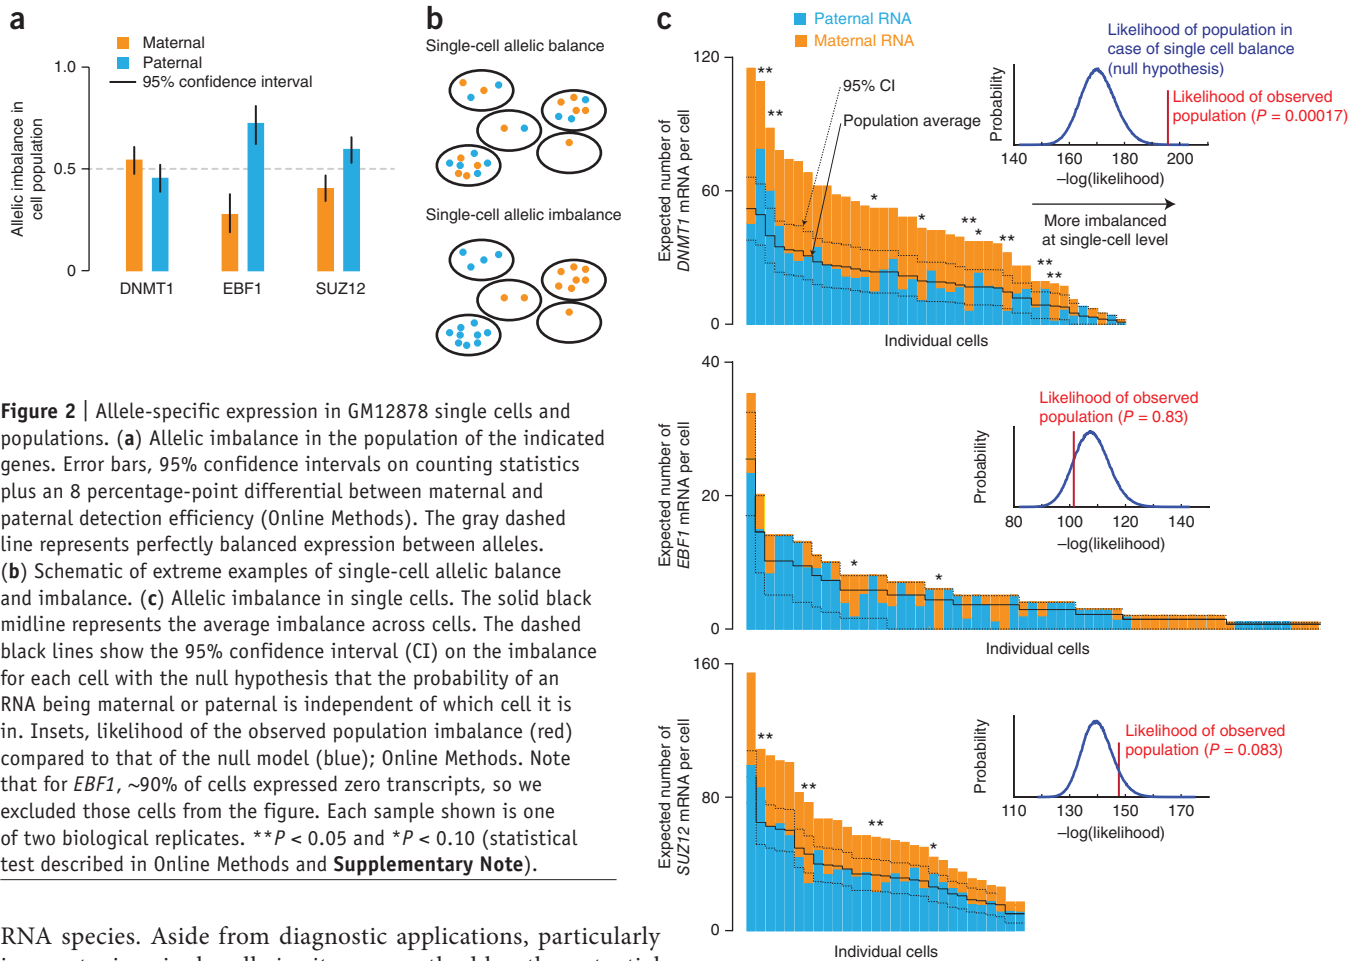 a
Maternal
Paternal
95% confidence interval
1.0
0.5
0
Allelic imbalance in
cell population
DNMT1
EBF1
SUZ12
b
Single-cell allelic balance
Single-cell allelic imbalance
c
Paternal RNA
Maternal RNA
120
60
0
Expected number of
DNMT1 mRNA per cell
**
**
*
*
**
*
**
**
**
95% CI
Population average
Individual cells
Likelihood of population in
case of single cell balance
(null hypothesis)
Likelihood of observed
population (P = 0.00017)
Probability
140 160 180 200
–log(likelihood)
More imbalanced
at single-cell level
40
20
0
Expected number of
EBF1 mRNA per cell
*
*
Individual cells
Likelihood of observed
population (P = 0.83)
Probability
80 100 120 140
–log(likelihood)
160
80
0
Expected number of
SUZ12 mRNA per cell
**
**
**
*
Individual cells
Likelihood of observed
population (P = 0.083)
Probability
110 130 150 170
–log(likelihood)
Figure 2 | Allele-specific expression in GM12878 single cells and
populations. (a) Allelic imbalance in the population of the indicated
genes. Error bars, 95% confidence intervals on counting statistics
plus an 8 percentage-point differential between maternal and
paternal detection efficiency (Online Methods). The gray dashed
line represents perfectly balanced expression between alleles.
(b) Schematic of extreme examples of single-cell allelic balance
and imbalance. (c) Allelic imbalance in single cells. The solid black
midline represents the average imbalance across cells. The dashed
black lines show the 95% confidence interval (CI) on the imbalance
for each cell with the null hypothesis that the probability of an
RNA being maternal or paternal is independent of which cell it is
in. Insets, likelihood of the observed population imbalance (red)
compared to that of the null model (blue); Online Methods. Note
that for EBF1, ~90% of cells expressed zero transcripts, so we
excluded those cells from the figure. Each sample shown is one
of two biological replicates. **P < 0.05 and *P < 0.10 (statistical
test described in Online Methods and Supplementary Note).
RNA species. Aside from diagnostic applications, particularly